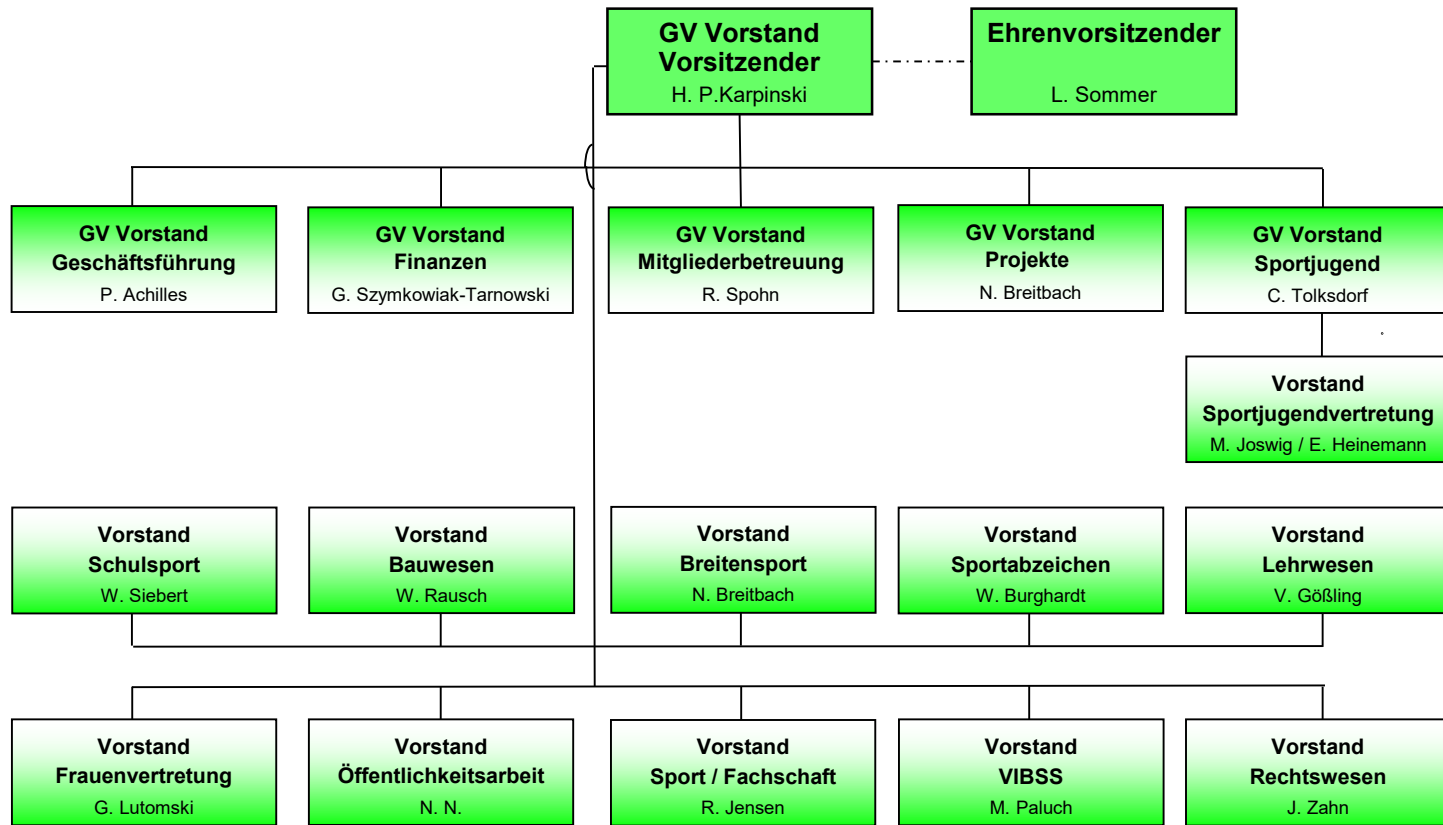 GV Vorstand
Vorsitzender
H. P.Karpinski
Ehrenvorsitzender
L. Sommer
GV Vorstand
Geschäftsführung
P. Achilles
GV Vorstand
Finanzen
G. Szymkowiak-Tarnowski
GV Vorstand
Mitgliederbetreuung
R. Spohn
GV Vorstand
Projekte
N. Breitbach
GV Vorstand
Sportjugend
C. Tolksdorf
Vorstand
Sportjugendvertretung
M. Joswig / E. Heinemann
Vorstand
Schulsport
W. Siebert
Vorstand
Bauwesen
W. Rausch
Vorstand
Breitensport
N. Breitbach
Vorstand
Sportabzeichen
W. Burghardt
Vorstand
Lehrwesen
V. Gößling
Vorstand
Frauenvertretung
G. Lutomski
Vorstand
Öffentlichkeitsarbeit
N. N.
Vorstand
Sport / Fachschaft
R. Jensen
Vorstand
VIBSS
M. Paluch
Vorstand
Rechtswesen
J. Zahn